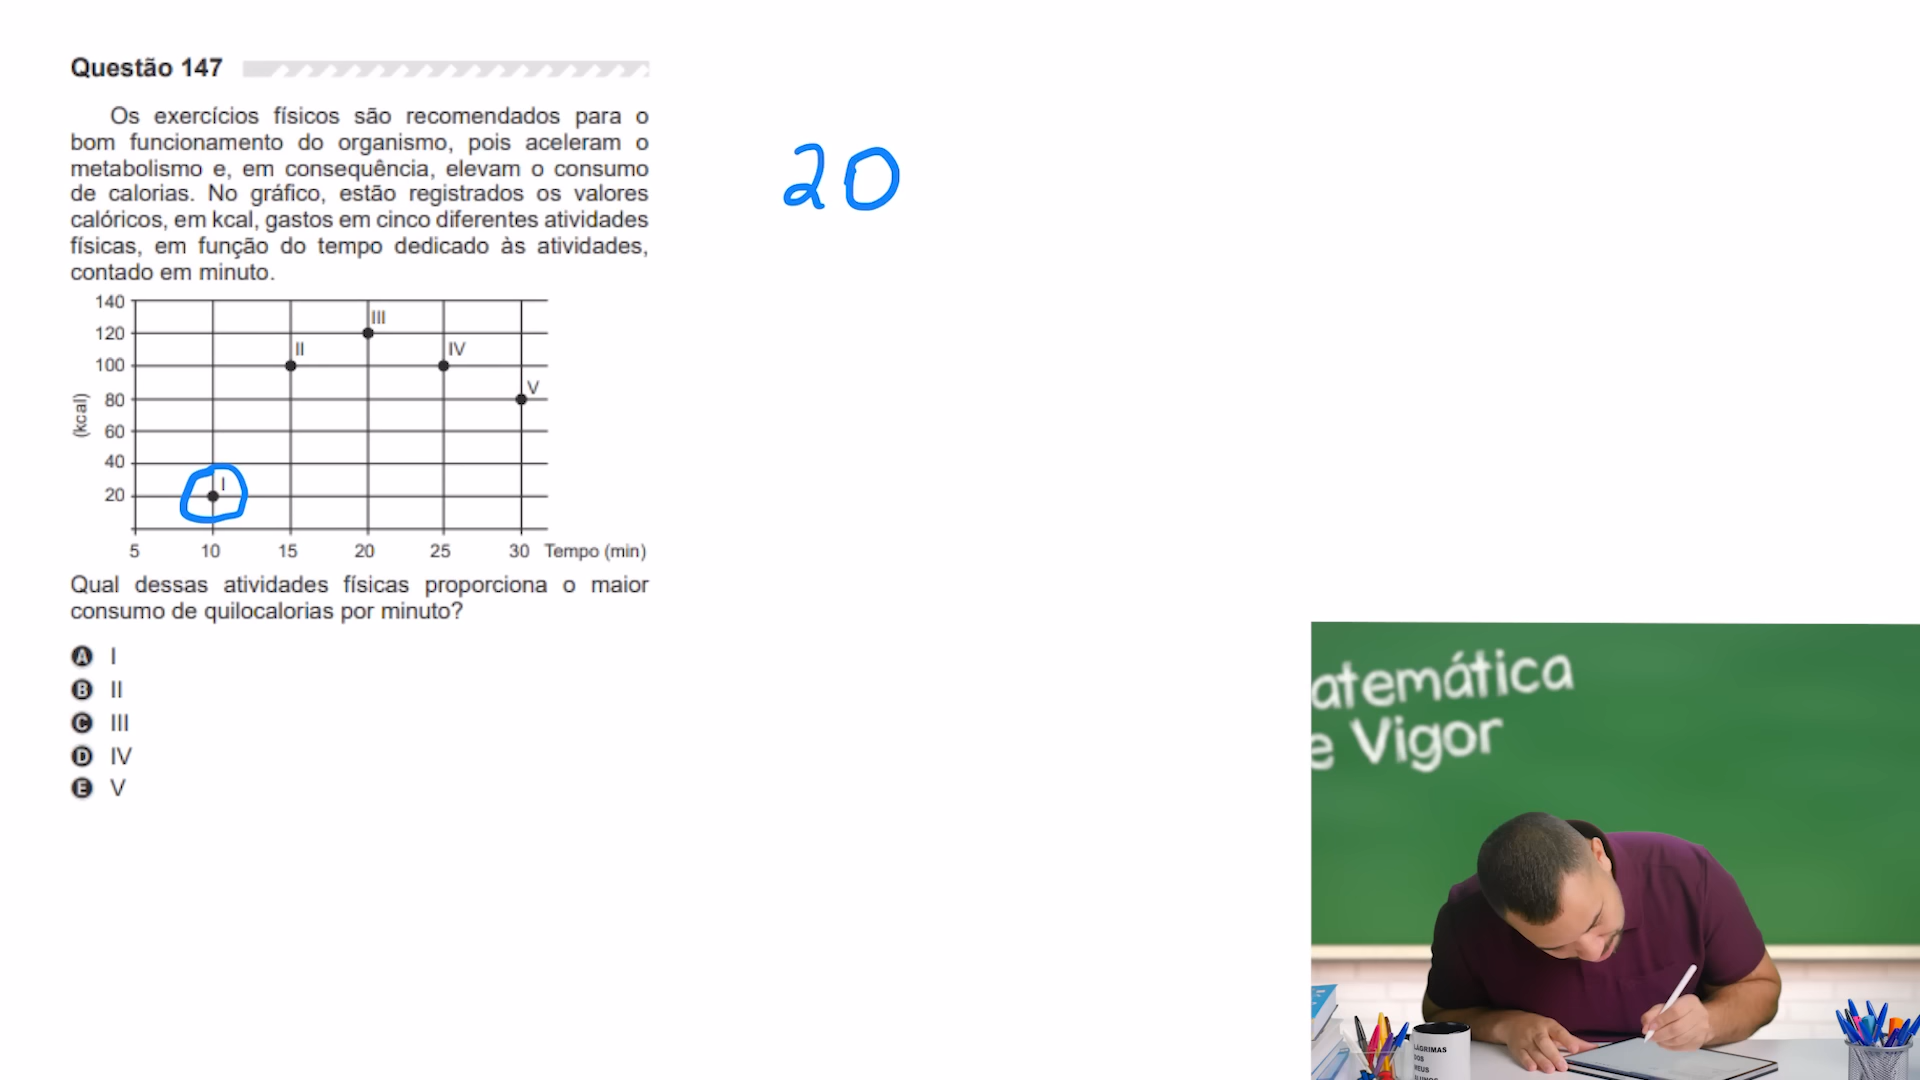 Questão 147
Os exercícios físicos são recomendados para o
bom funcionamento do organismo, pois aceleram o
metabolismo e, em consequência, elevam o consumo
de calorias. No gráfico, estão registrados os valores
calóricos, em kcal, gastos em cinco diferentes atividades
físicas, em função do tempo dedicado às atividades,
contado em minuto.
20
140
120
100
80
60
40
20
(kcal)
I
II
III
IV
V
5 10 15 20 25 30 Tempo (min)
Qual dessas atividades físicas proporciona o maior
consumo de quilocalorias por minuto?
A I
B II
C III
D IV
E V
atemática
e Vigor
LÁGRIMAS
DOS
MEUS
ALUNOS